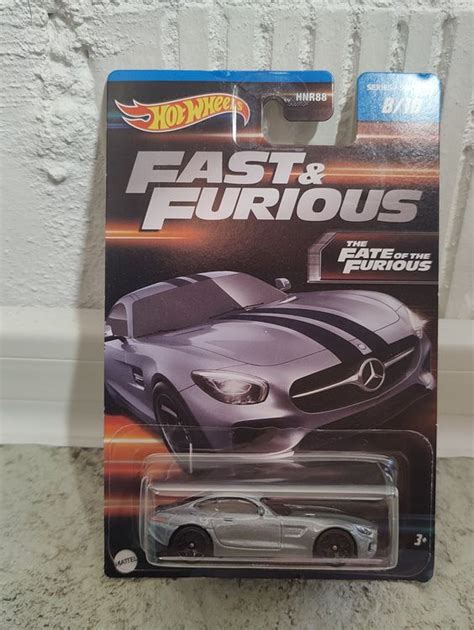 HOT WHEELS
HNR88
8/10
FAST &
FURIOUS
THE
FATE OF THE
FURIOUS
MATTEL
3+